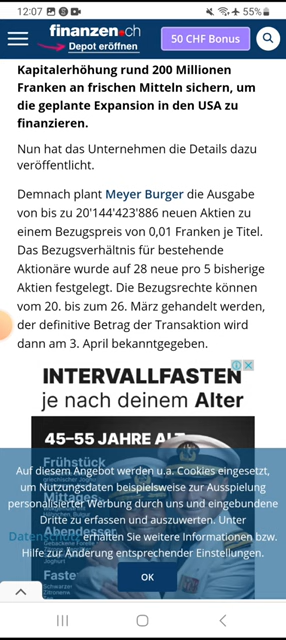 12:07
55%
finanzen.ch
Depot eröffnen
50 CHF Bonus
Kapitalerhöhung rund 200 Millionen
Franken an frischen Mitteln sichern, um
die geplante Expansion in den USA zu
finanzieren.
Nun hat das Unternehmen die Details dazu
veröffentlicht.
Demnach plant Meyer Burger die Ausgabe
von bis zu 20'144'423'886 neuen Aktien zu
einem Bezugspreis von 0,01 Franken je Titel.
Das Bezugsverhältnis für bestehende
Aktionäre wurde auf 28 neue pro 5 bisherige
Aktien festgelegt. Die Bezugsrechte können
vom 20. bis zum 26. März gehandelt werden,
der definitive Betrag der Transaktion wird
dann am 3. April bekanntgegeben.
INTERVALLFASTEN
je nach deinem Alter
45-55 JAHRE ALT
Frühstück
Auf diesem Angebot werden u.a. Cookies eingesetzt,
um Nutzungsdaten beispielsweise zur Ausspielung
Mittages
personalisierter Werbung durch uns und eingebundene
Dritte zu erfassen und auszuwerten. Unter
Abendessen
Datenschutz erhalten Sie weitere Informationen bzw.
Hilfe zur Änderung entsprechender Einstellungen.
Joghurt
Faste
OK
Schwarzer
Zitronene